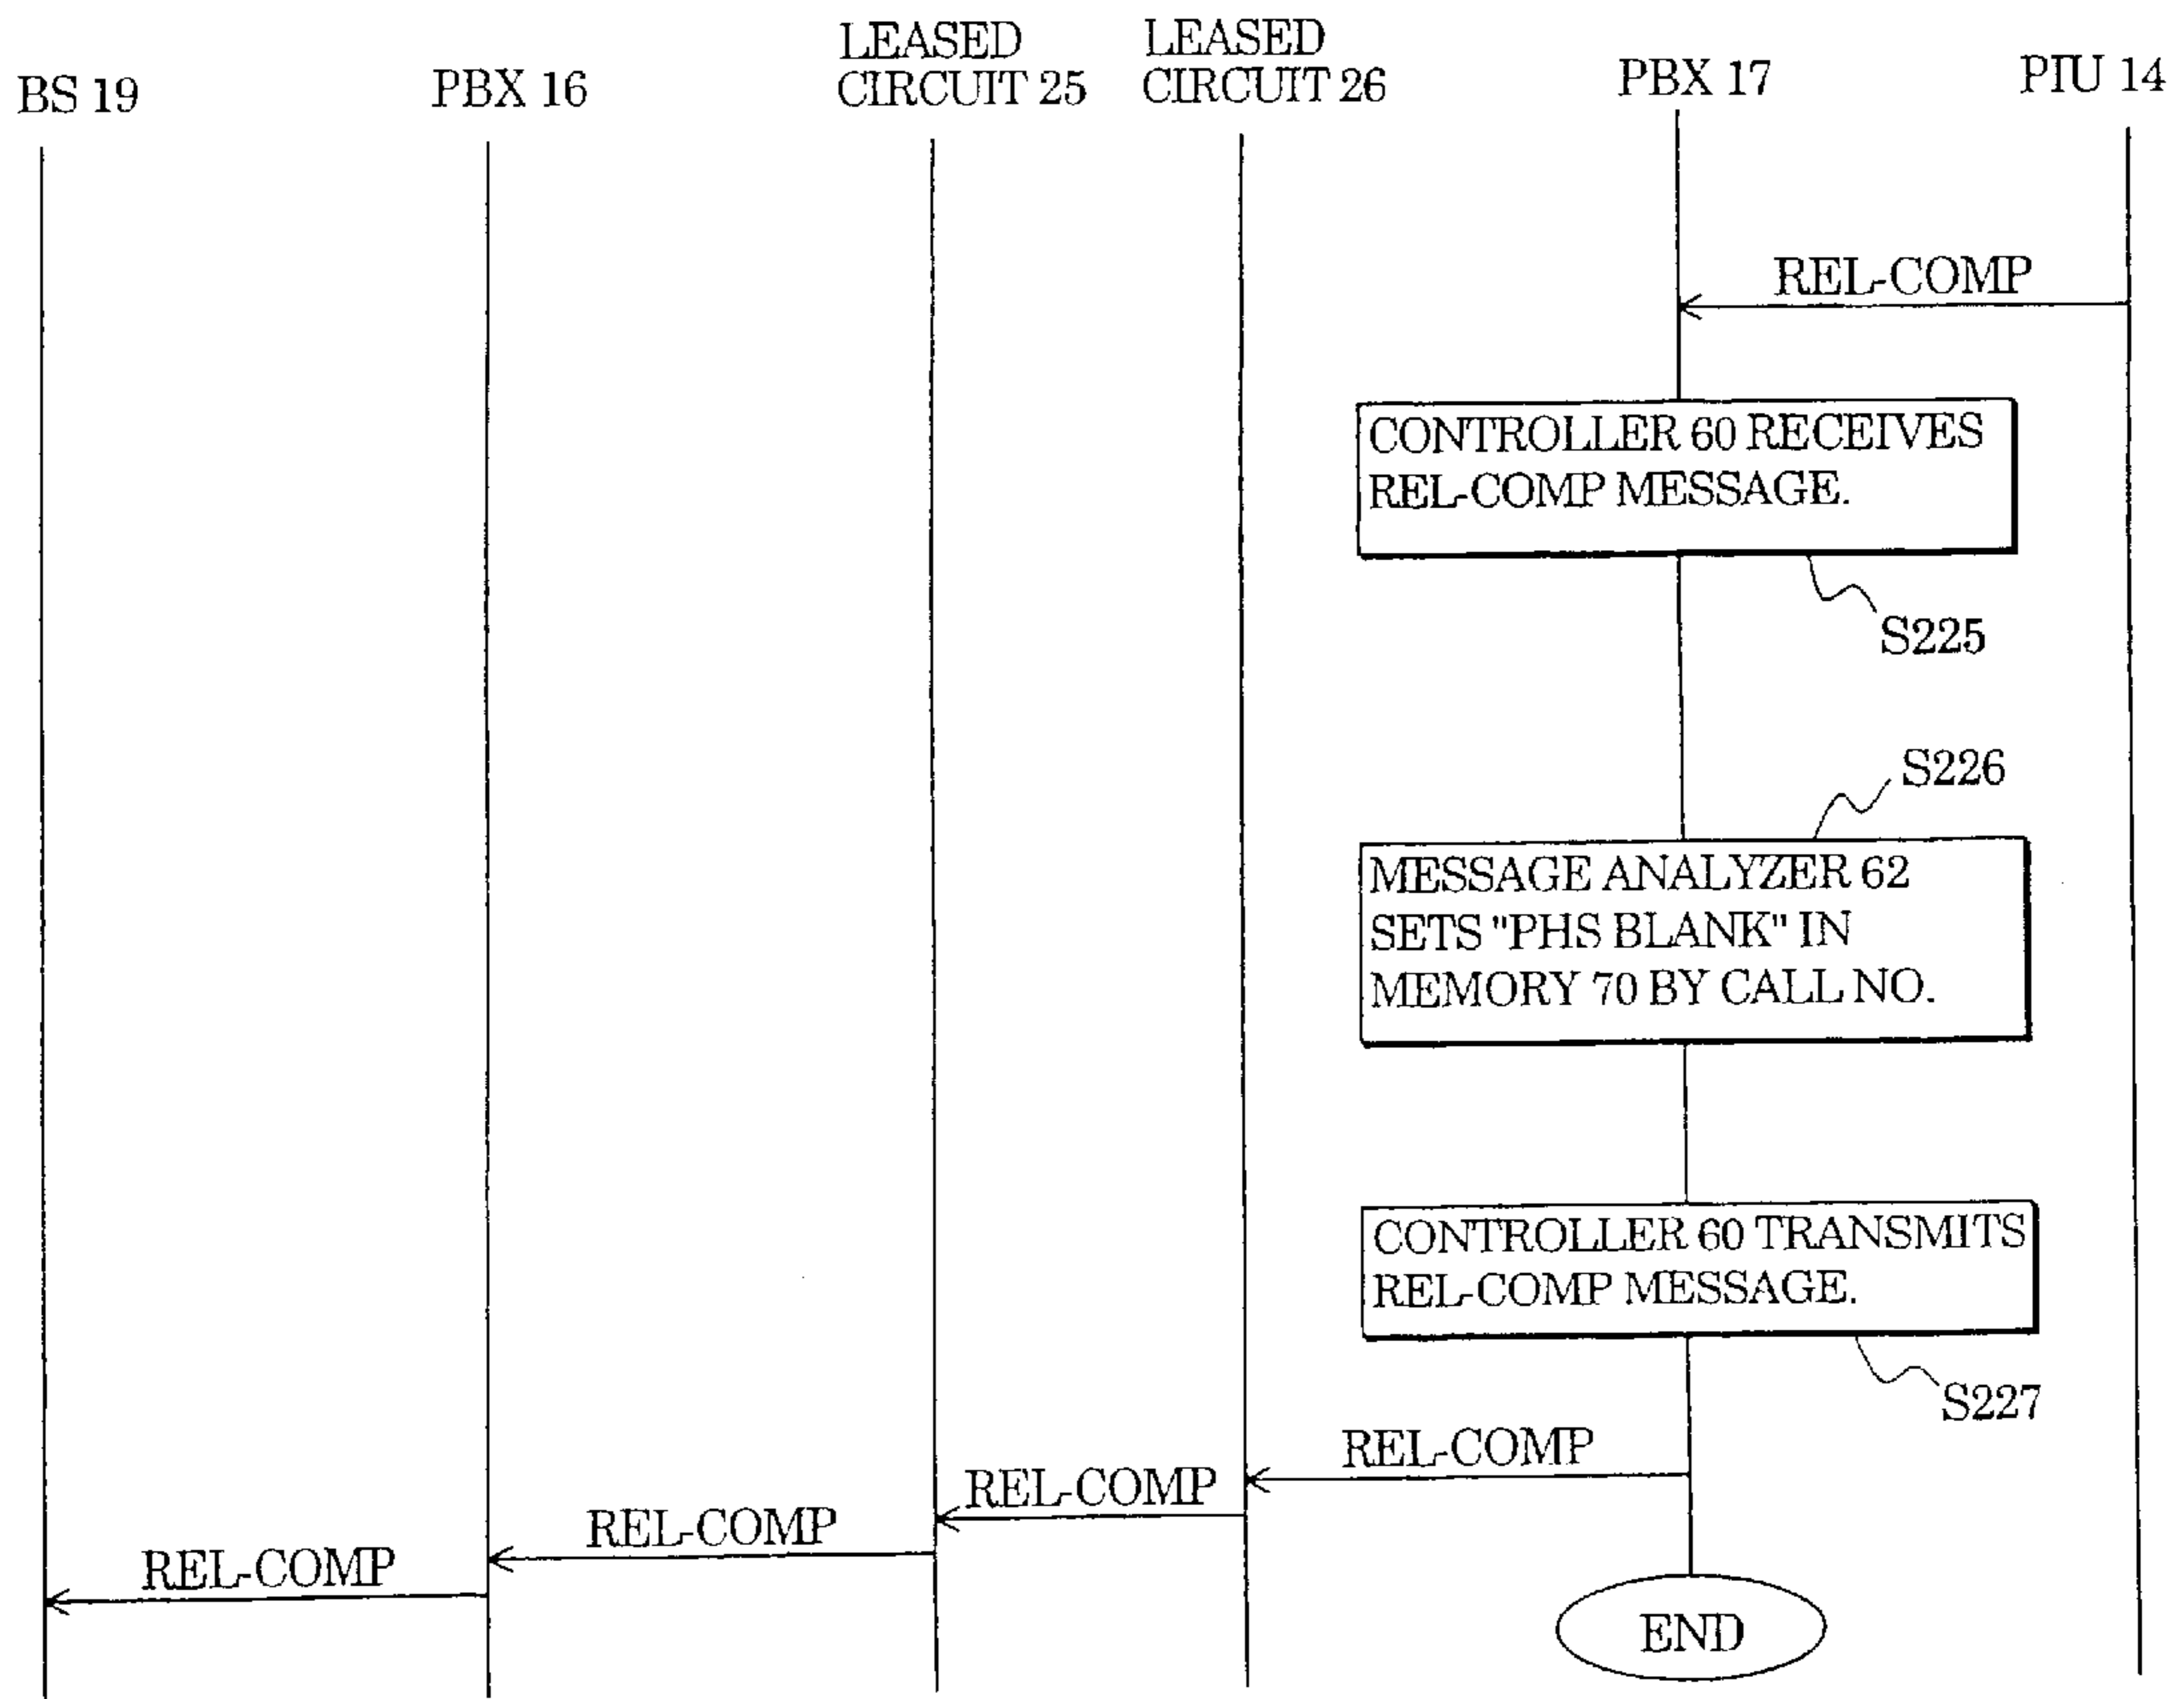 BS 19
PBX 16
LEASED
CIRCUIT 25
LEASED
CIRCUIT 26
PBX 17
PIU 14
REL-COMP
CONTROLLER 60 RECEIVES
REL-COMP MESSAGE.
S225
S226
MESSAGE ANALYZER 62
SETS "PHS BLANK" IN
MEMORY 70 BY CALL NO.
CONTROLLER 60 TRANSMITS
REL-COMP MESSAGE.
S227
REL-COMP
REL-COMP
REL-COMP
REL-COMP
END